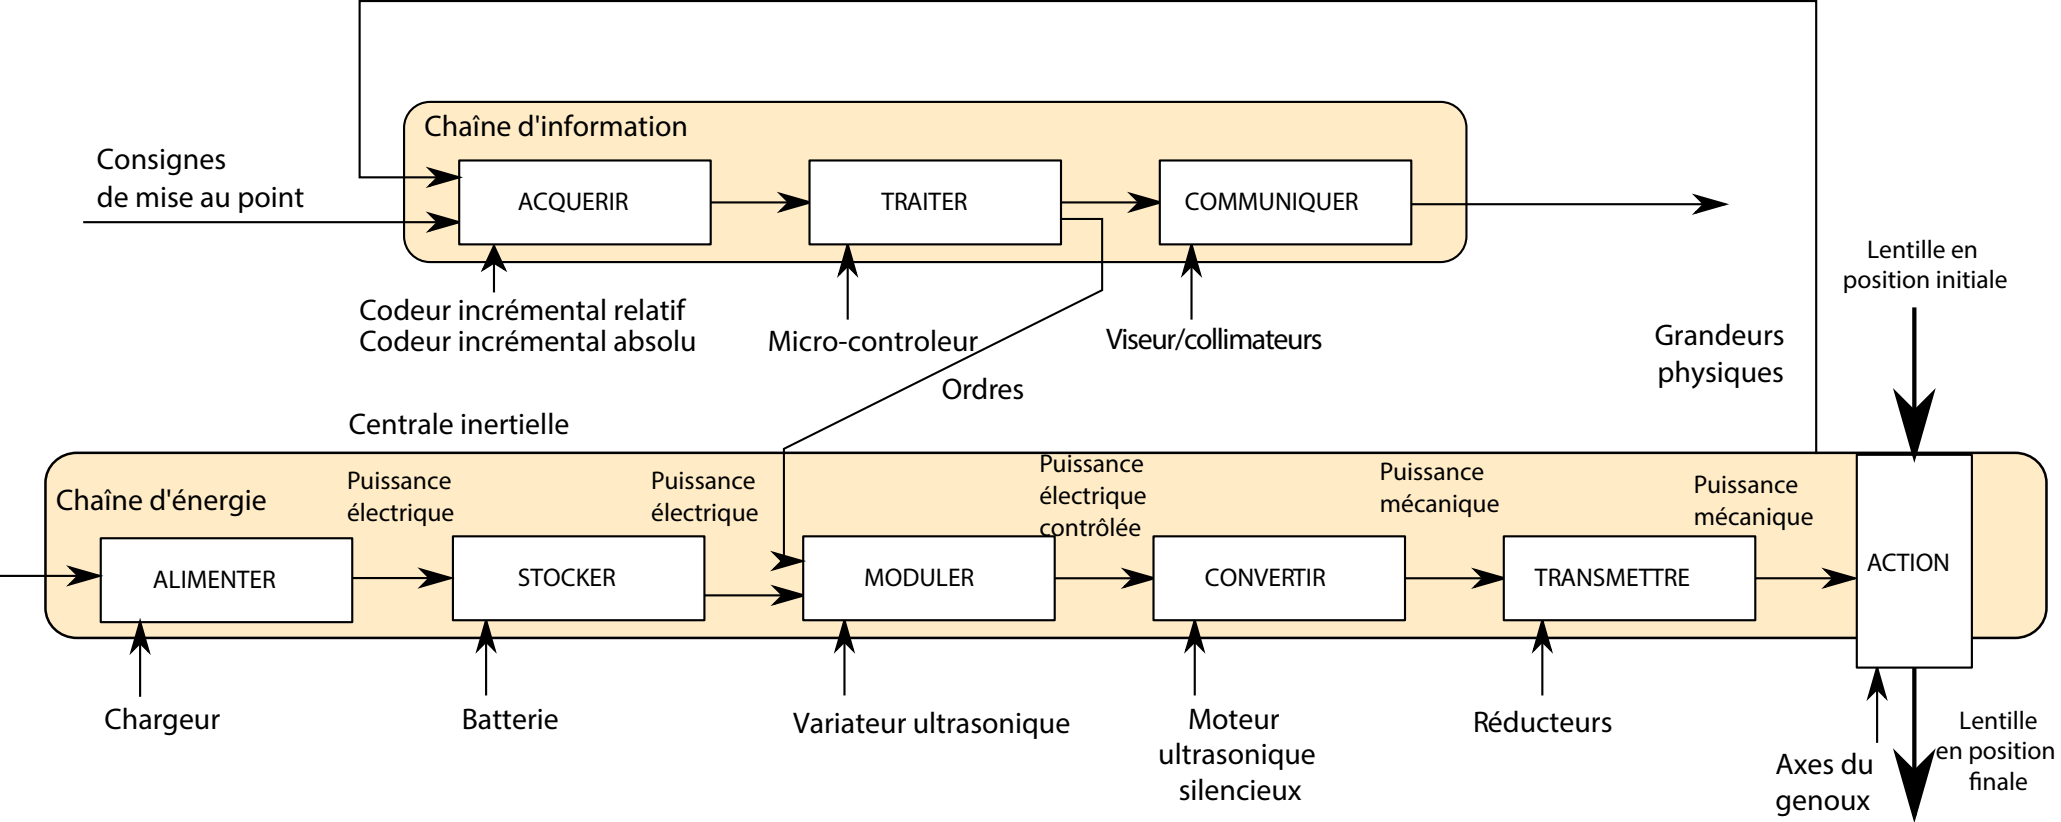 Chaîne d'information
Consignes
de mise au point
ACQUERIR
TRAITER
COMMUNIQUER
Lentille en
position initiale
Codeur incrémental relatif
Codeur incrémental absolu
Micro-controleur
Viseur/collimateurs
Grandeurs
physiques
Ordres
Centrale inertielle
Chaîne d'énergie
Puissance
électrique
Puissance
électrique
Puissance
électrique
contrôlée
Puissance
mécanique
Puissance
mécanique
ALIMENTER
STOCKER
MODULER
CONVERTIR
TRANSMETTRE
ACTION
Chargeur
Batterie
Variateur ultrasonique
Moteur
ultrasonique
silencieux
Réducteurs
Axes du
genoux
Lentille
en position
finale